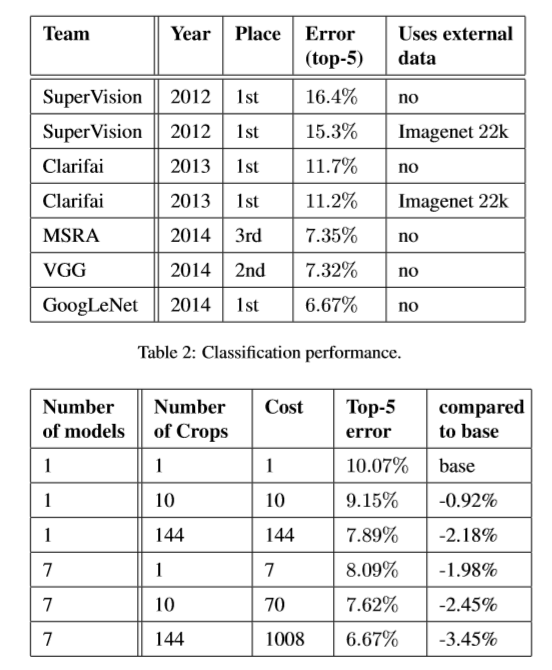 Team Year Place Error Uses external
(top-5) data
SuperVision 2012 1st 16.4% no
SuperVision 2012 1st 15.3% Imagenet 22k
Clarifai 2013 1st 11.7% no
Clarifai 2013 1st 11.2% Imagenet 22k
MSRA 2014 3rd 7.35% no
VGG 2014 2nd 7.32% no
GoogLeNet 2014 1st 6.67% no
Table 2: Classification performance.
Number Number Cost Top-5 compared
of models of Crops error to base
1 1 1 10.07% base
1 10 10 9.15% -0.92%
1 144 144 7.89% -2.18%
7 1 7 8.09% -1.98%
7 10 70 7.62% -2.45%
7 144 1008 6.67% -3.45%